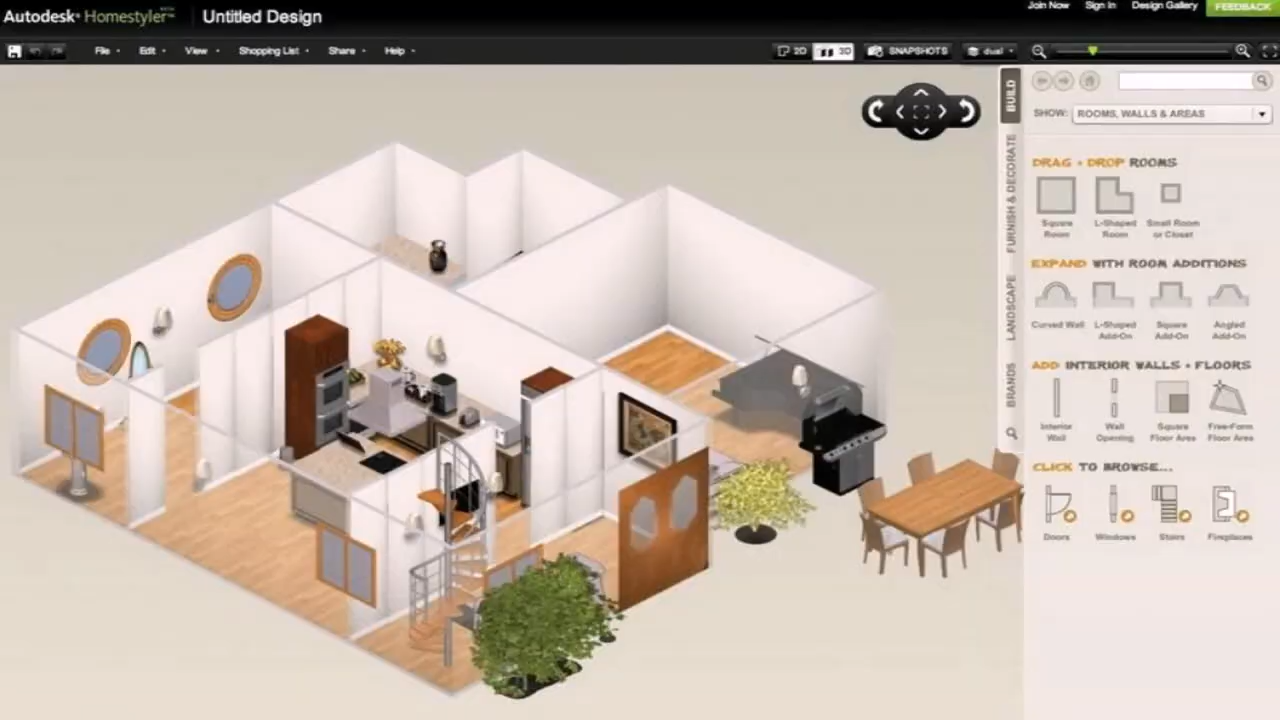 Autodesk® Homestyler™ BETA Untitled Design
Join Now Sign In Design Gallery FEEDBACK
File Edit View Shopping List Share Help
2D 3D SNAPSHOTS dual
BUILD
FURNISH & DECORATE
LANDSCAPE
BRANDS
SHOW: ROOMS, WALLS & AREAS
DRAG + DROP ROOMS
Square Room
L-Shaped Room
Small Room or Closet
EXPAND WITH ROOM ADDITIONS
Curved Wall
L-Shaped Add-On
Square Add-On
Angled Add-On
ADD INTERIOR WALLS + FLOORS
Interior Wall
Wall Opening
Square Floor Area
Free-Form Floor Area
CLICK TO BROWSE...
Doors Windows Stairs Fireplaces